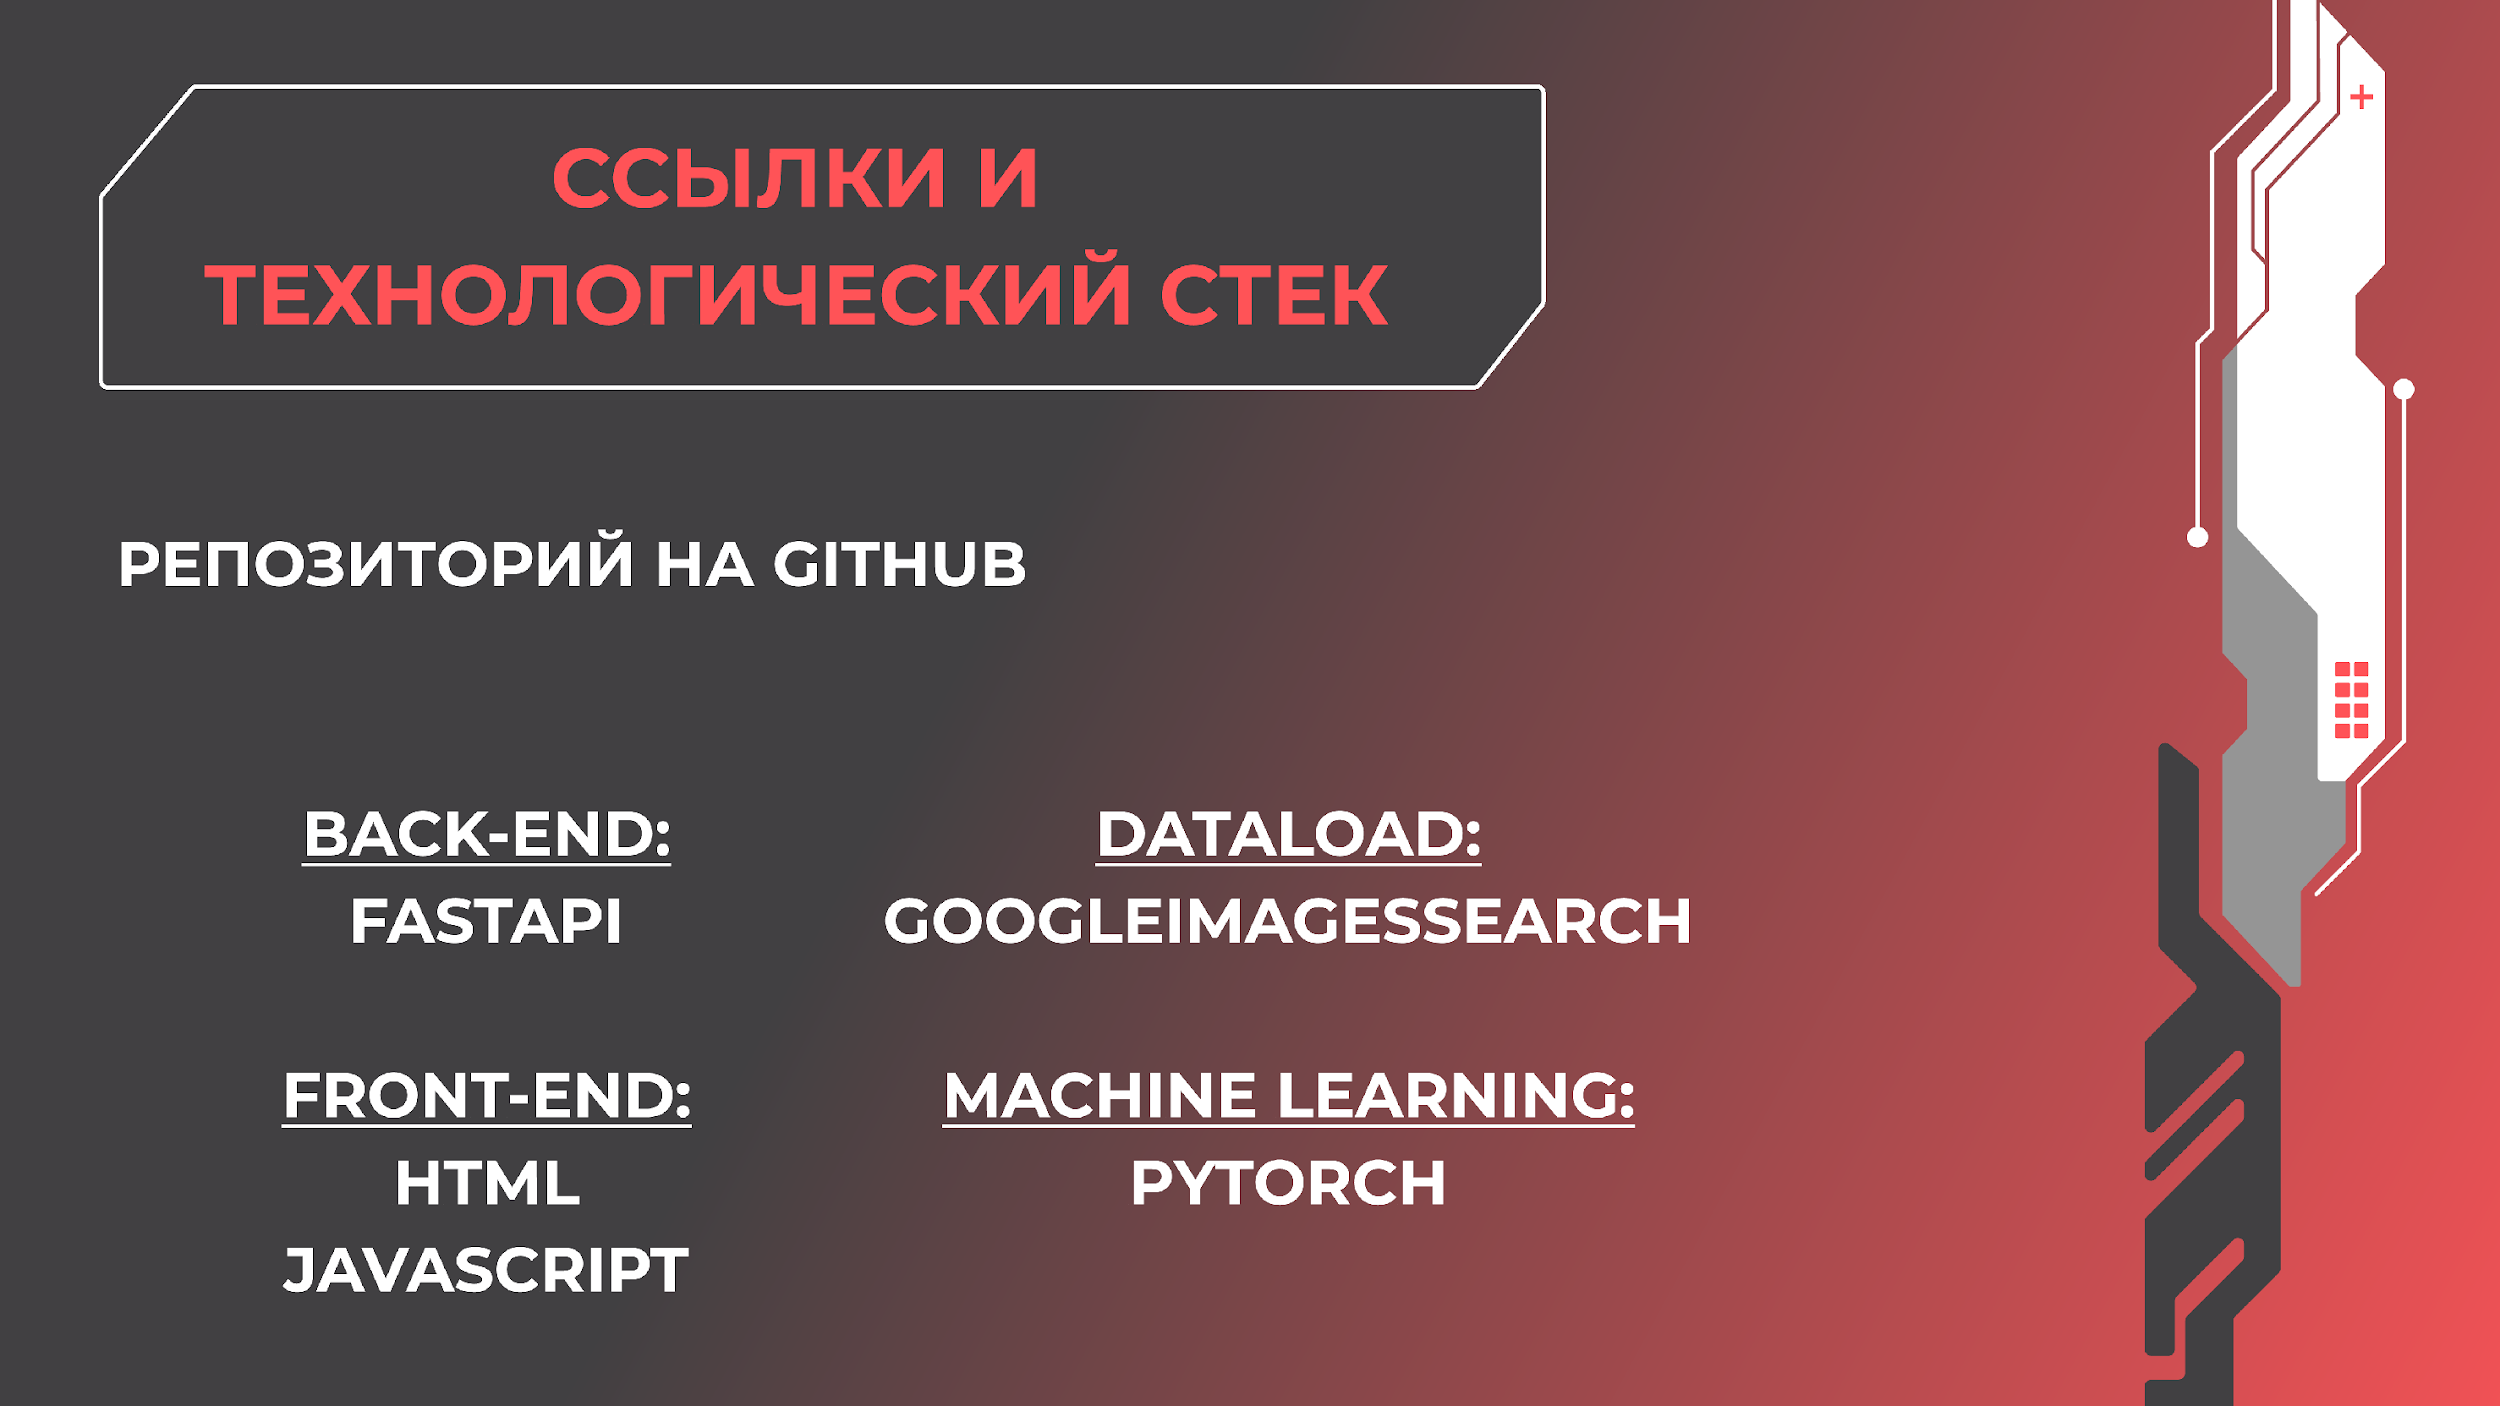 ССЫЛКИ И
ТЕХНОЛОГИЧЕСКИЙ СТЕК
РЕПОЗИТОРИЙ НА GITHUB
BACK-END:
FASTAPI
FRONT-END:
HTML
JAVASCRIPT
DATALOAD:
GOOGLEIMAGESSEARCH
MACHINE LEARNING:
PYTORCH